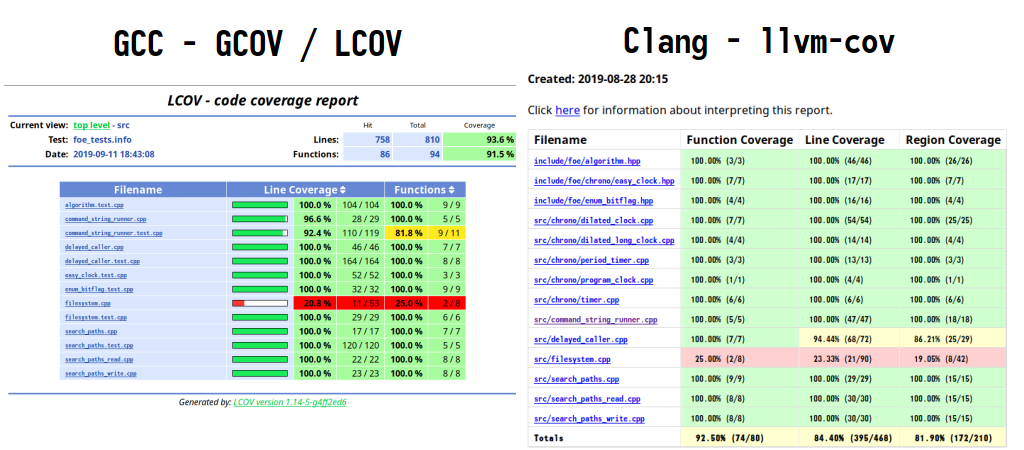 GCC - GCOV / LCOV
LCOV - code coverage report
Current view: top level - src Hit Total Coverage
Test: foe_tests.info Lines: 758 810 93.6 %
Date: 2019-09-11 18:43:08 Functions: 86 94 91.5 %
Filename Line Coverage Functions
algorithm.test.cpp 100.0 % 104 / 104 100.0 % 9 / 9
command_string_runner.cpp 96.6 % 28 / 29 100.0 % 5 / 5
command_string_runner.test.cpp 92.4 % 110 / 119 81.8 % 9 / 11
delayed_caller.cpp 100.0 % 46 / 46 100.0 % 7 / 7
delayed_caller.test.cpp 100.0 % 164 / 164 100.0 % 8 / 8
easy_clock.test.cpp 100.0 % 52 / 52 100.0 % 3 / 3
enum_bitflag.test.cpp 100.0 % 32 / 32 100.0 % 9 / 9
filesystem.cpp 20.8 % 11 / 53 25.0 % 2 / 8
filesystem.test.cpp 100.0 % 29 / 29 100.0 % 6 / 6
search_paths.cpp 100.0 % 17 / 17 100.0 % 7 / 7
search_paths.test.cpp 100.0 % 120 / 120 100.0 % 5 / 5
search_paths_read.cpp 100.0 % 22 / 22 100.0 % 8 / 8
search_paths_write.cpp 100.0 % 23 / 23 100.0 % 8 / 8
Generated by: LCOV version 1.14-5-g4ff2ed6
Clang - llvm-cov
Created: 2019-08-28 20:15
Click here for information about interpreting this report.
Filename Function Coverage Line Coverage Region Coverage
include/foe/algorithm.hpp 100.00% (3/3) 100.00% (46/46) 100.00% (26/26)
include/foe/chrono/easy_clock.hpp 100.00% (7/7) 100.00% (17/17) 100.00% (7/7)
include/foe/enum_bitflag.hpp 100.00% (4/4) 100.00% (16/16) 100.00% (4/4)
src/chrono/dilated_clock.cpp 100.00% (7/7) 100.00% (54/54) 100.00% (25/25)
src/chrono/dilated_long_clock.cpp 100.00% (4/4) 100.00% (14/14) 100.00% (4/4)
src/chrono/period_timer.cpp 100.00% (3/3) 100.00% (13/13) 100.00% (3/3)
src/chrono/program_clock.cpp 100.00% (1/1) 100.00% (4/4) 100.00% (1/1)
src/chrono/timer.cpp 100.00% (6/6) 100.00% (6/6) 100.00% (6/6)
src/command_string_runner.cpp 100.00% (5/5) 100.00% (47/47) 100.00% (18/18)
src/delayed_caller.cpp 100.00% (7/7) 94.44% (68/72) 86.21% (25/29)
src/filesystem.cpp 25.00% (2/8) 23.33% (21/90) 19.05% (8/42)
src/search_paths.cpp 100.00% (9/9) 100.00% (29/29) 100.00% (15/15)
src/search_paths_read.cpp 100.00% (8/8) 100.00% (30/30) 100.00% (15/15)
src/search_paths_write.cpp 100.00% (8/8) 100.00% (30/30) 100.00% (15/15)
Totals 92.50% (74/80) 84.40% (395/468) 81.90% (172/210)